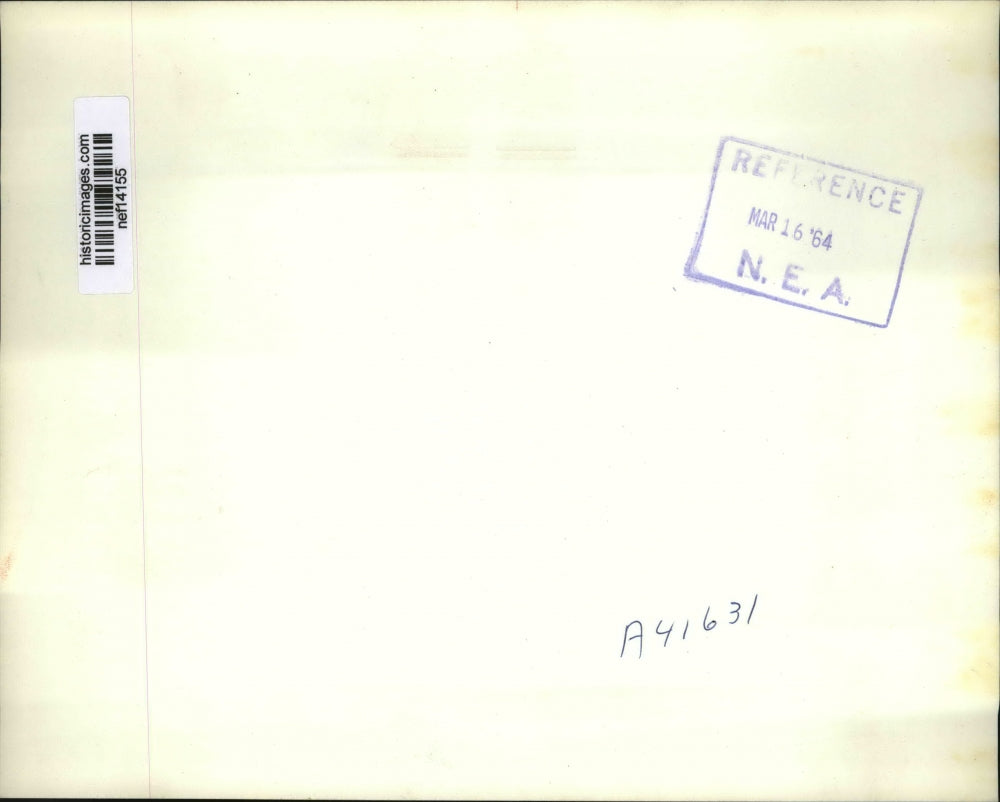 historicimages.com
nef14155
REFERENCE
MAR 16 '64
N. E. A.
A41631